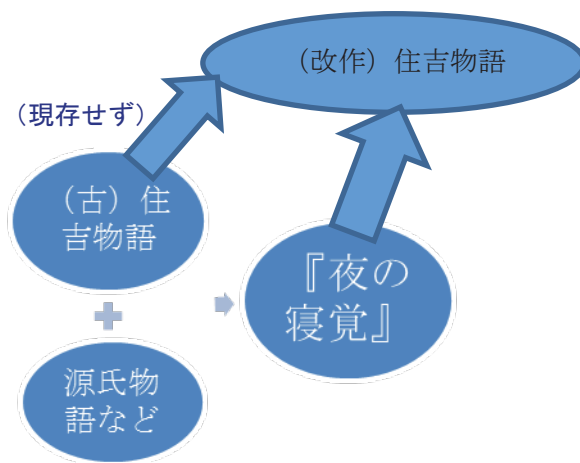 （改作）住吉物語
（現存せず）
（古）住
吉物語
『夜の
寝覚』
源氏物
語など